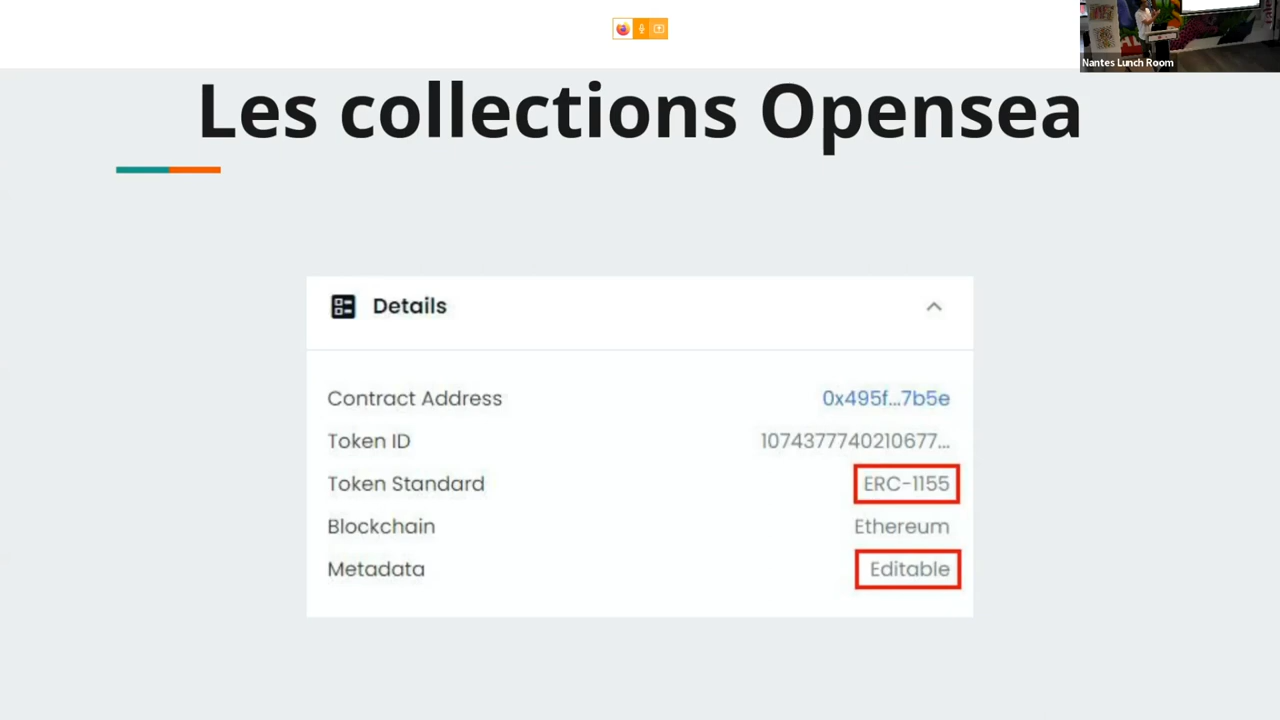 Nantes Lunch Room
Les collections Opensea
Details
Contract Address 0x495f...7b5e
Token ID 1074377740210677...
Token Standard ERC-1155
Blockchain Ethereum
Metadata Editable